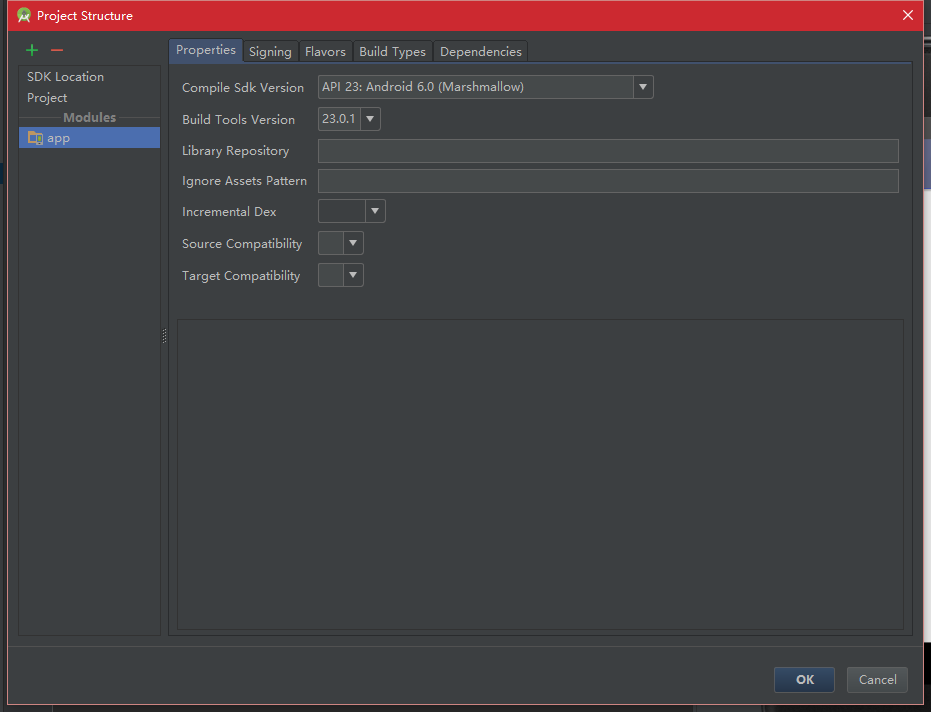 Project Structure
SDK Location
Project
Modules
app
Properties Signing Flavors Build Types Dependencies
Compile Sdk Version API 23: Android 6.0 (Marshmallow)
Build Tools Version 23.0.1
Library Repository
Ignore Assets Pattern
Incremental Dex
Source Compatibility
Target Compatibility
OK Cancel